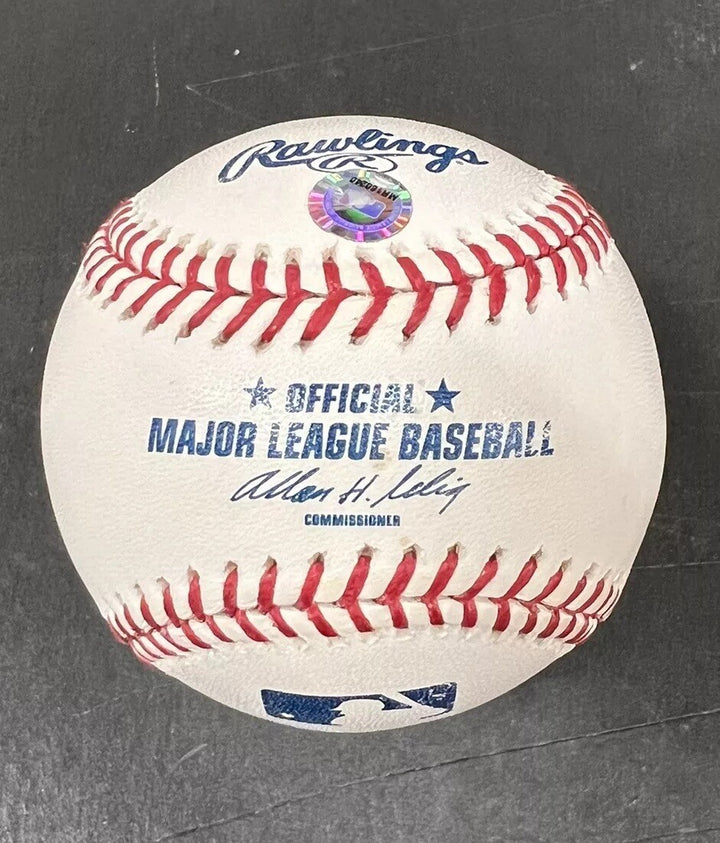 Rawlings
R
★ OFFICIAL ★
MAJOR LEAGUE BASEBALL
Allan H. Selig
COMMISSIONER